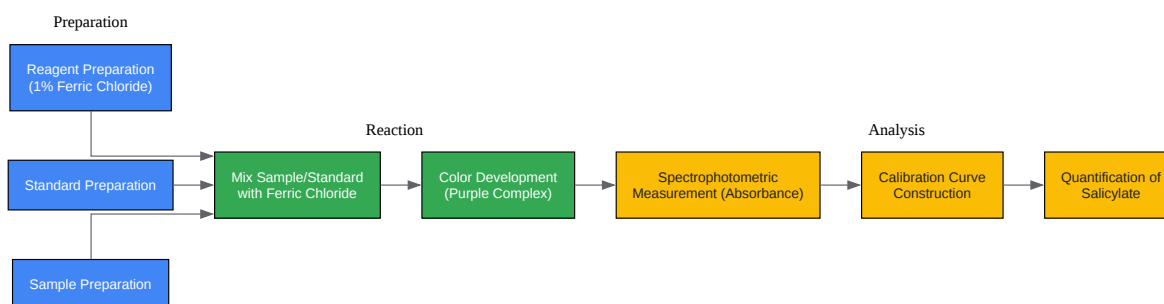 Preparation
Reagent Preparation
(1% Ferric Chloride)
Standard Preparation
Sample Preparation
Reaction
Mix Sample/Standard
with Ferric Chloride
Color Development
(Purple Complex)
Analysis
Spectrophotometric
Measurement (Absorbance)
Calibration Curve
Construction
Quantification of
Salicylate